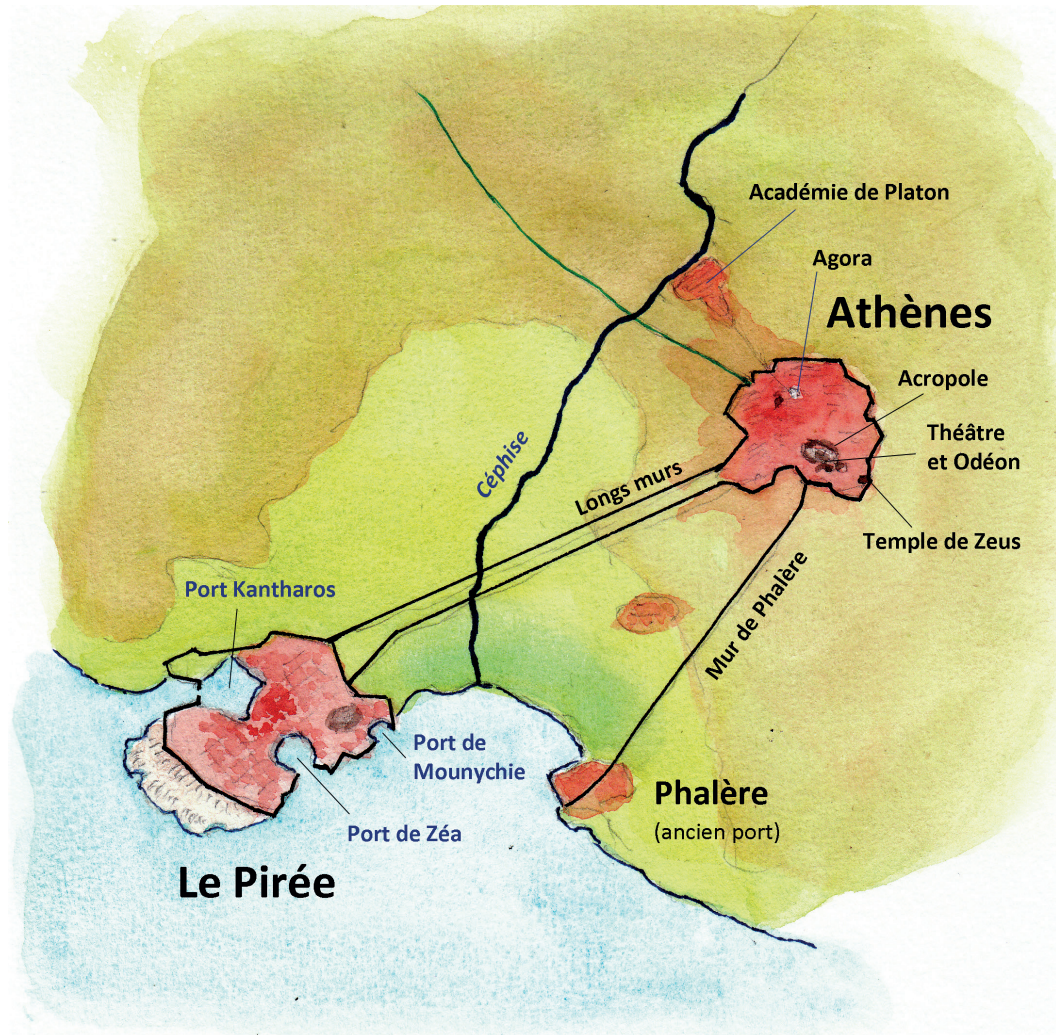 Académie de Platon
Agora
Athènes
Acropole
Théâtre
et Odéon
Céphise
Longs murs
Temple de Zeus
Port Kantharos
Mur de Phalère
Port de
Mounychie
Phalère
(ancien port)
Port de Zéa
Le Pirée